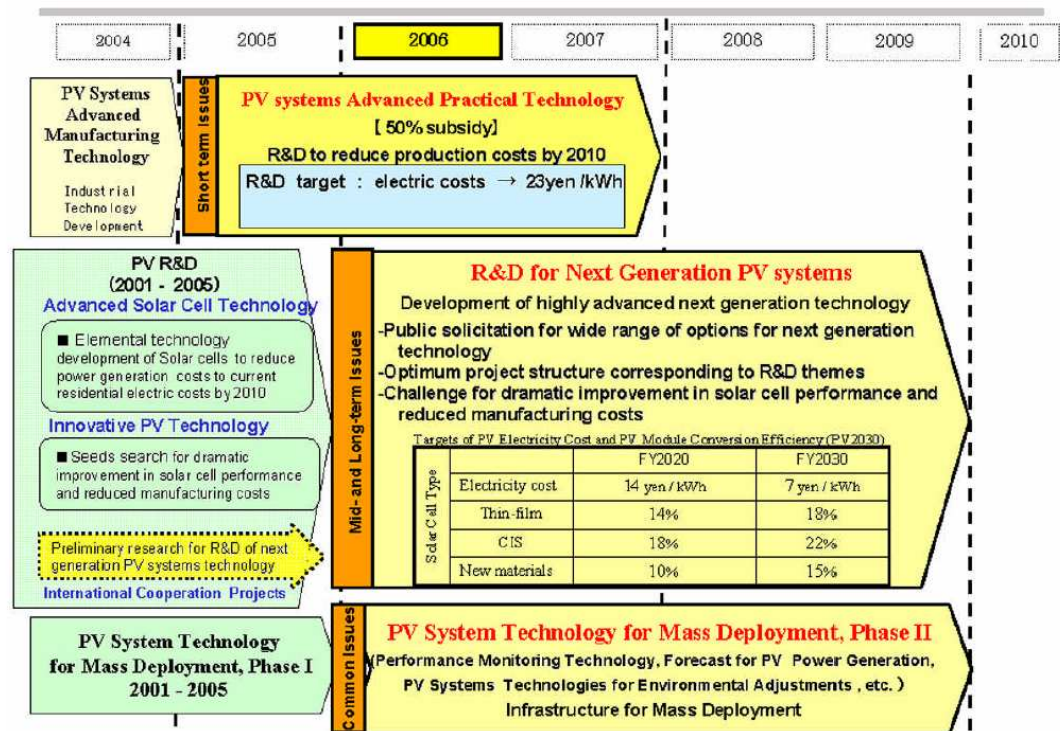 2004 2005 2006 2007 2008 2009 2010
PV Systems
Advanced
Manufacturing
Technology
Industrial
Technology
Development
Short term Issues
PV systems Advanced Practical Technology
[ 50% subsidy]
R&D to reduce production costs by 2010
R&D target : electric costs → 23yen /kWh
PV R&D
(2001 - 2005)
Advanced Solar Cell Technology
■ Elemental technology
development of Solar cells to reduce
power generation costs to current
residential electric costs by 2010
Innovative PV Technology
■ Seeds search for dramatic
improvement in solar cell performance
and reduced manufacturing costs
Preliminary research for R&D of next
generation PV systems technology
International Cooperation Projects
Mid- and Long-term Issues
R&D for Next Generation PV systems
Development of highly advanced next generation technology
-Public solicitation for wide range of options for next generation
technology
-Optimum project structure corresponding to R&D themes
-Challenge for dramatic improvement in solar cell performance and
reduced manufacturing costs
Targets of PV Electricity Cost and PV Module Conversion Efficiency (PV2030)
Solar Cell Type
FY2020 FY2030
Electricity cost 14 yen / kWh 7 yen / kWh
Thin-film 14% 18%
CIS 18% 22%
New materials 10% 15%
PV System Technology
for Mass Deployment, Phase I
2001 - 2005
Common Issues
PV System Technology for Mass Deployment, Phase II
(Performance Monitoring Technology, Forecast for PV Power Generation,
PV Systems Technologies for Environmental Adjustments , etc. )
Infrastructure for Mass Deployment